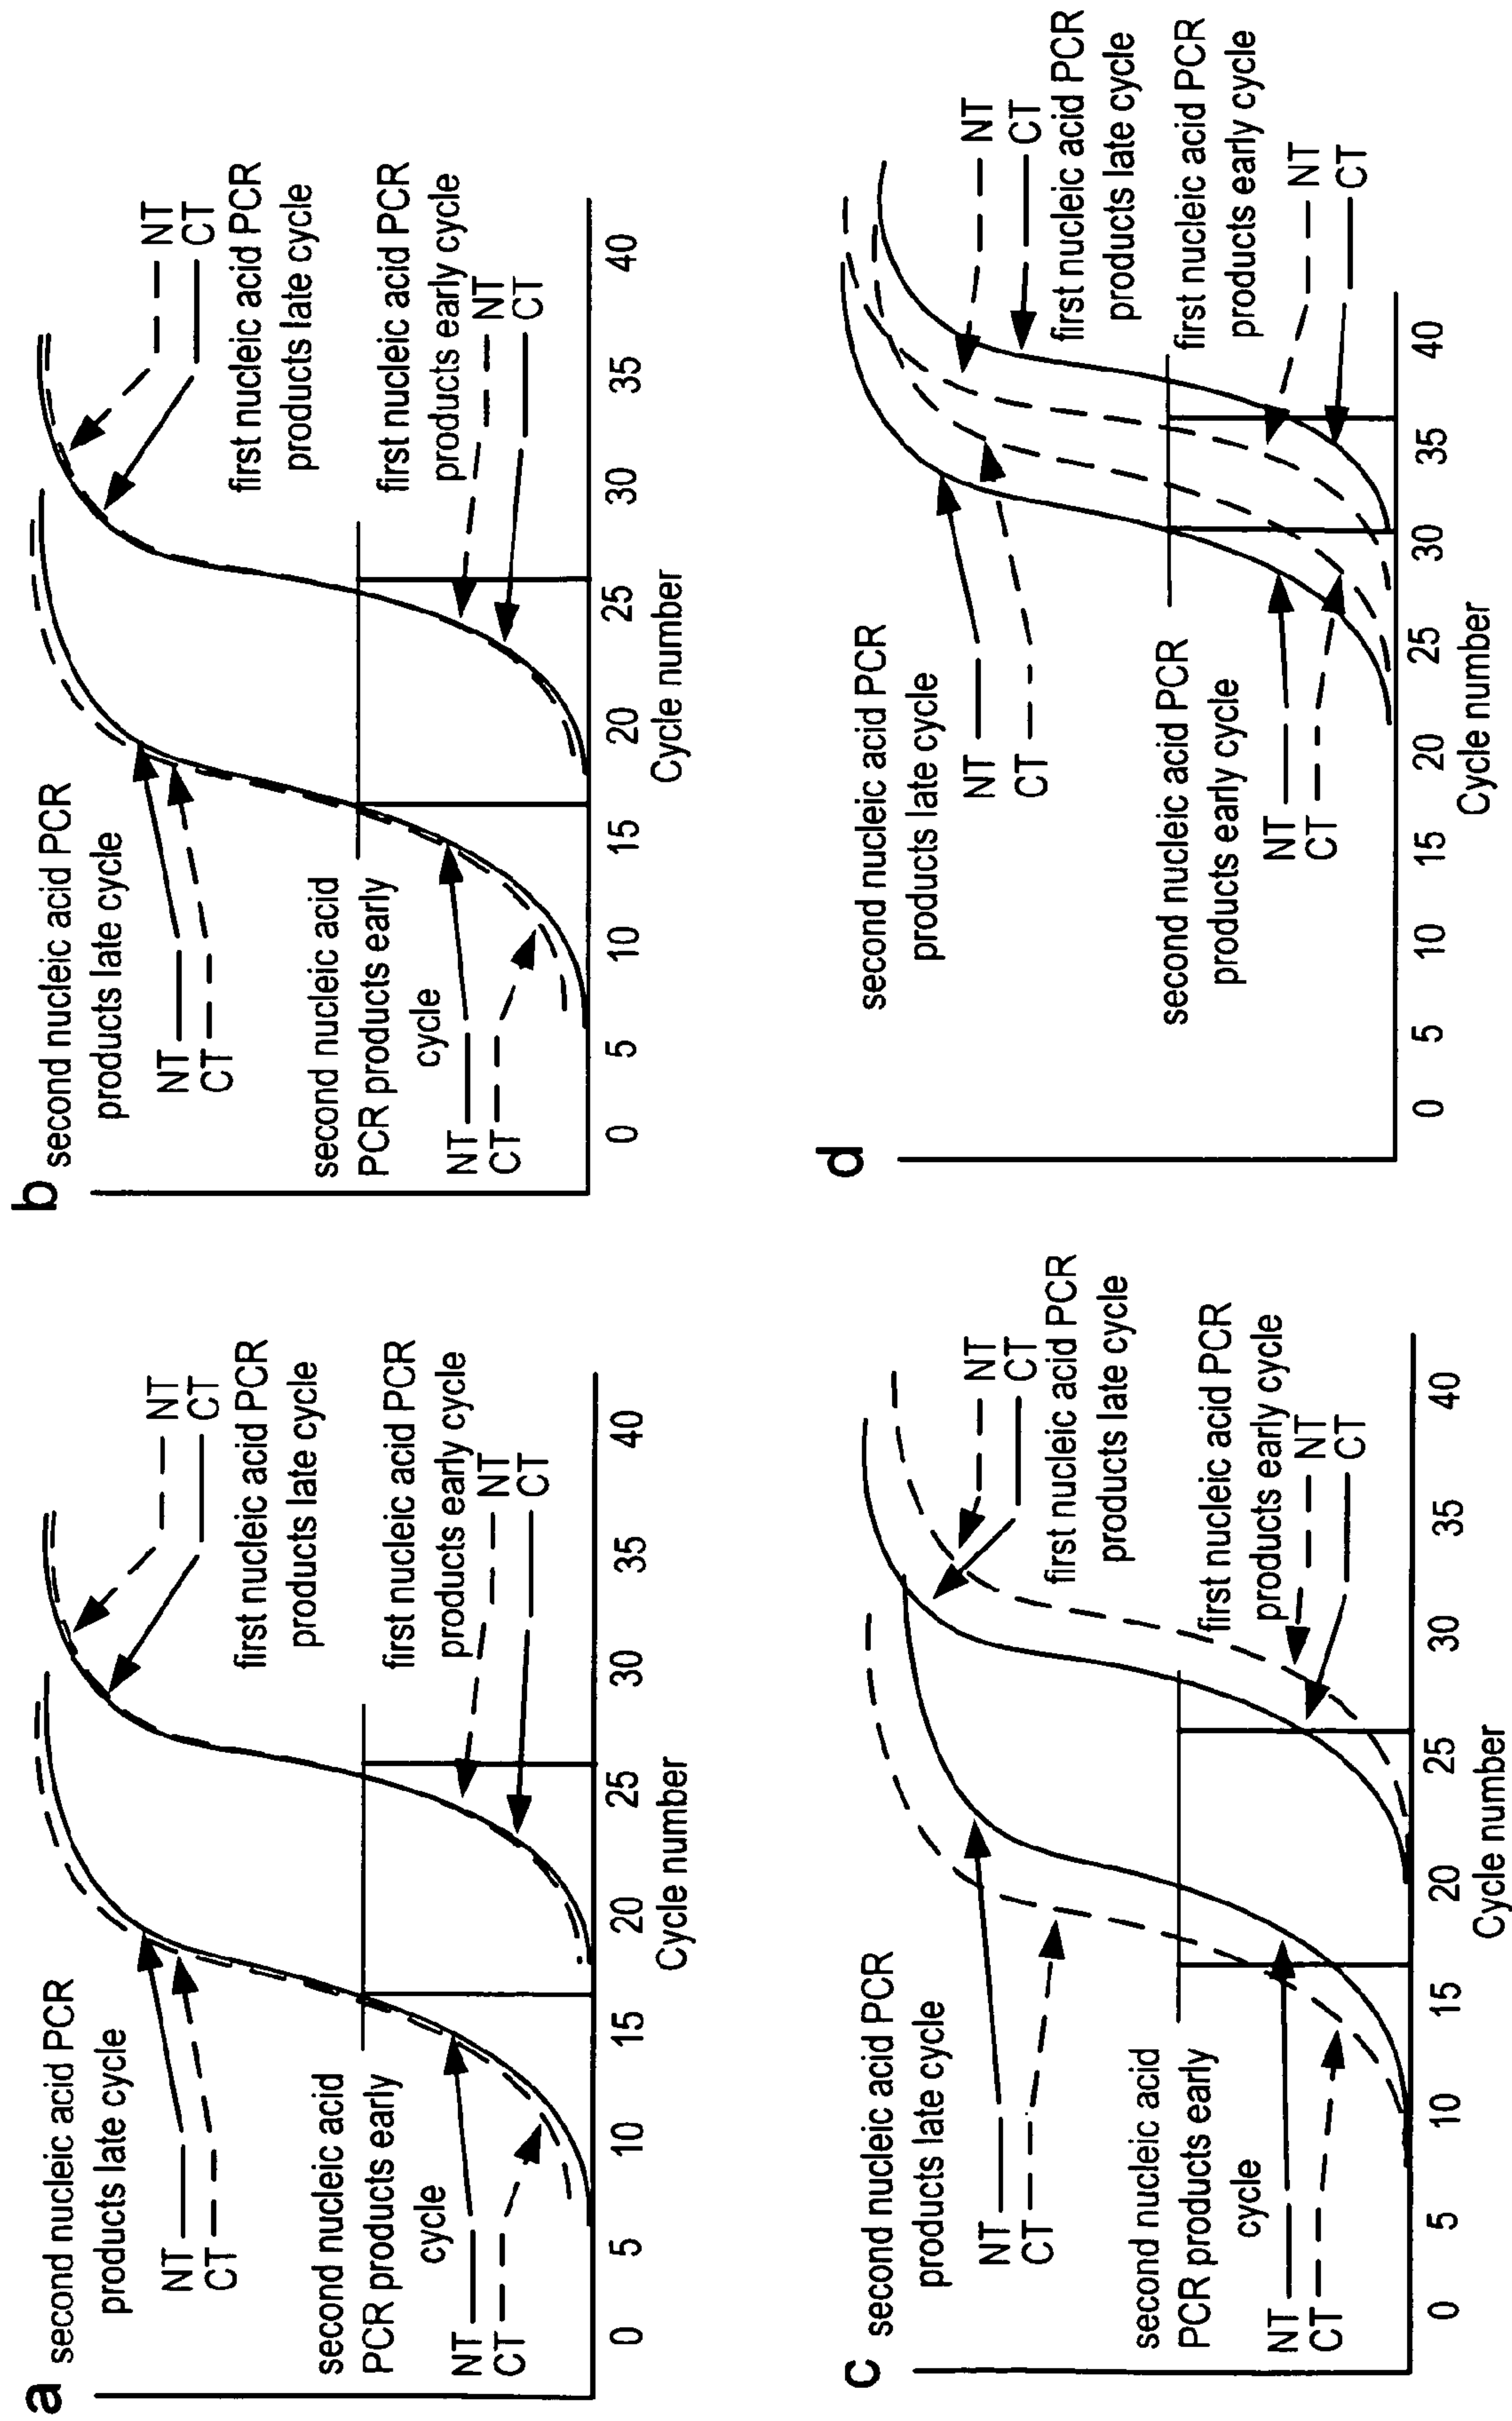 a
second nucleic acid PCR
products late cycle
NT
CT
second nucleic acid
PCR products early
cycle
NT
CT
NT
CT
first nucleic acid PCR
products late cycle
first nucleic acid PCR
products early cycle
NT
CT
0 5 10 15 20 25 30 35 40
Cycle number
b
second nucleic acid PCR
products late cycle
NT
CT
second nucleic acid
PCR products early
cycle
NT
CT
NT
CT
first nucleic acid PCR
products late cycle
first nucleic acid PCR
products early cycle
NT
CT
0 5 10 15 20 25 30 35 40
Cycle number
c
second nucleic acid PCR
products late cycle
NT
CT
second nucleic acid
PCR products early
cycle
NT
CT
NT
CT
first nucleic acid PCR
products late cycle
first nucleic acid PCR
products early cycle
NT
CT
0 5 10 15 20 25 30 35 40
Cycle number
d
second nucleic acid PCR
products late cycle
NT
CT
second nucleic acid PCR
products early cycle
NT
CT
NT
CT
first nucleic acid PCR
products late cycle
first nucleic acid PCR
products early cycle
NT
CT
0 5 10 15 20 25 30 35 40
Cycle number